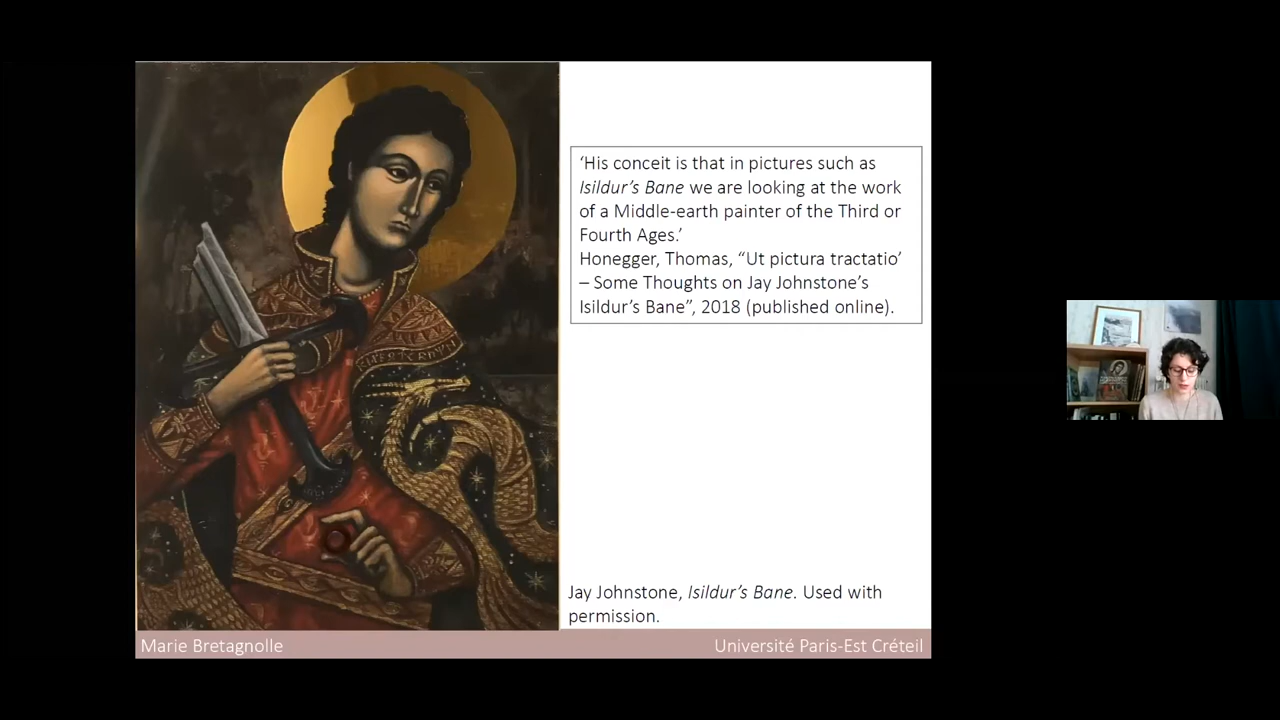 ‘His conceit is that in pictures such as
Isildur’s Bane we are looking at the work
of a Middle-earth painter of the Third or
Fourth Ages.’
Honegger, Thomas, “Ut pictura tractatio’
– Some Thoughts on Jay Johnstone’s
Isildur’s Bane”, 2018 (published online).
Jay Johnstone, Isildur’s Bane. Used with
permission.
Marie Bretagnolle
Université Paris-Est Créteil